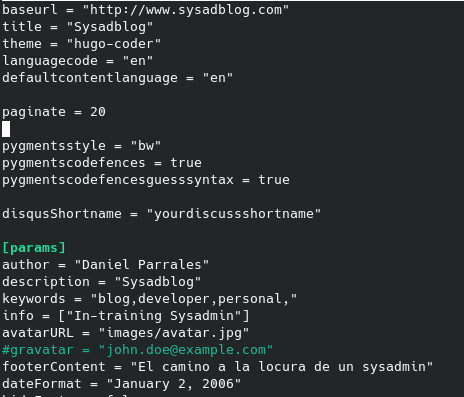 baseurl = "http://www.sysadblog.com"
title = "Sysadblog"
theme = "hugo-coder"
languagecode = "en"
defaultcontentlanguage = "en"
paginate = 20
pygmentsstyle = "bw"
pygmentscodefences = true
pygmentscodefencesguesssyntax = true
disqusShortname = "yourdiscussshortname"
[params]
author = "Daniel Parrales"
description = "Sysadblog"
keywords = "blog,developer,personal,"
info = ["In-training Sysadmin"]
avatarURL = "images/avatar.jpg"
#gravatar = "john.doe@example.com"
footerContent = "El camino a la locura de un sysadmin"
dateFormat = "January 2, 2006"